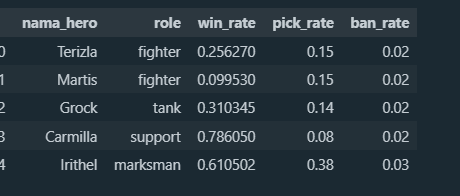 nama_hero role win_rate pick_rate ban_rate
0 Terizla fighter 0.256270 0.15 0.02
1 Martis fighter 0.099530 0.15 0.02
2 Grock tank 0.310345 0.14 0.02
3 Carmilla support 0.786050 0.08 0.02
4 Irithel marksman 0.610502 0.38 0.03